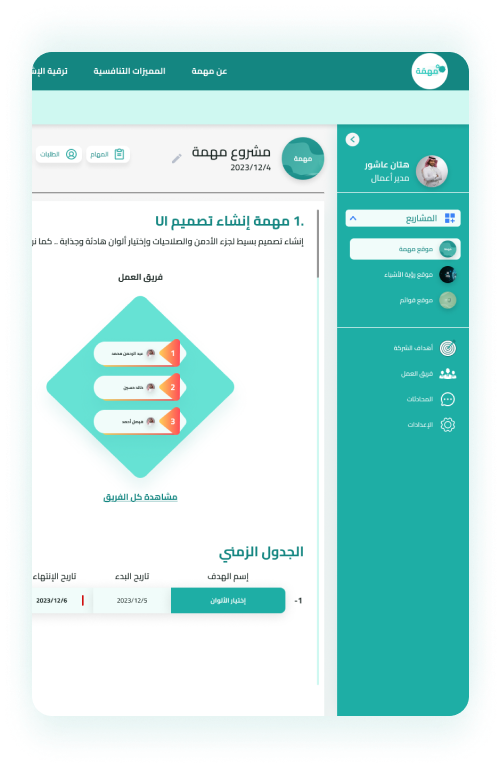 مهمة
عن مهمة
المميزات التنافسية
ترقية
هتان عاشور
مدير أعمال
المشاريع
موقع مهمة
موقع رؤية الأشياء
موقع قوائم
أهداف الشركة
فريق العمل
المحادثات
الإعدادات
مهمة
مشروع مهمة
2023/12/4
المهام
الطلبات
1. مهمة إنشاء تصميم UI
إنشاء تصميم بسيط لجزء الأدمن والصلاحيات وإختيار ألوان هادئة وجذابة .. كما
فريق العمل
1 عبد الرحمن محمد
2 خالد حسين
3 فيصل أحمد
مشاهدة كل الفريق
الجدول الزمني
إسم الهدف تاريخ البدء تاريخ الإنتهاء
1- إختيار الألوان 2023/12/5 2023/12/6